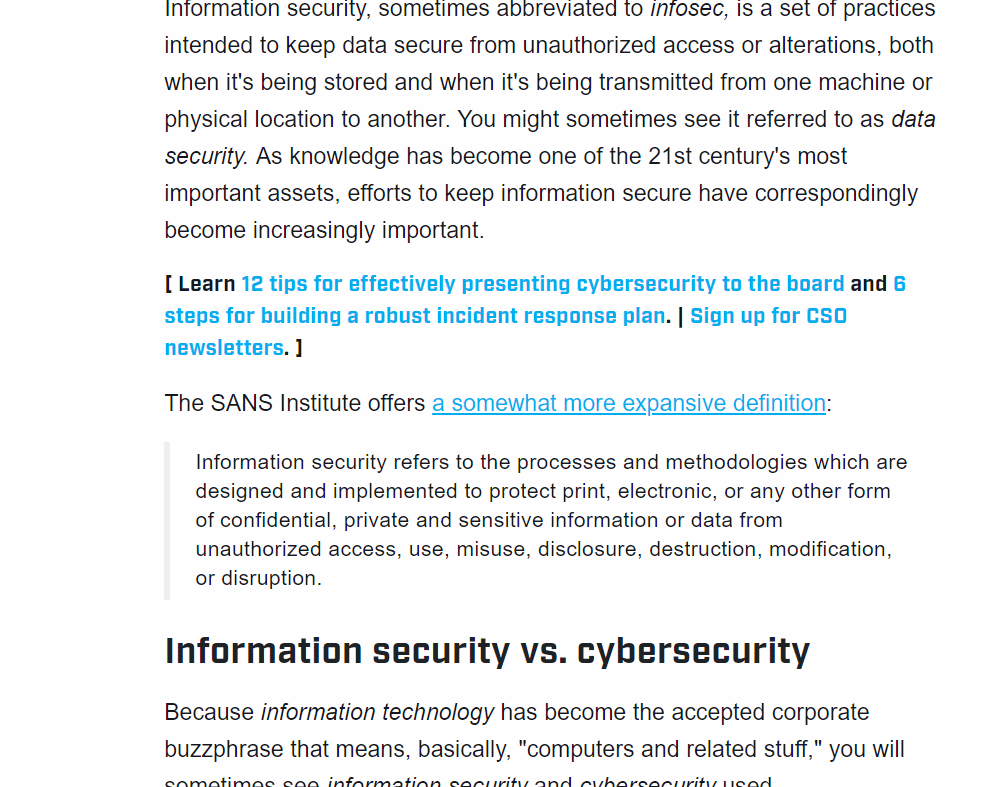 Information security, sometimes abbreviated to infosec, is a set of practices
intended to keep data secure from unauthorized access or alterations, both
when it's being stored and when it's being transmitted from one machine or
physical location to another. You might sometimes see it referred to as data
security. As knowledge has become one of the 21st century's most
important assets, efforts to keep information secure have correspondingly
become increasingly important.
[ Learn 12 tips for effectively presenting cybersecurity to the board and 6
steps for building a robust incident response plan. | Sign up for CSO
newsletters. ]
The SANS Institute offers a somewhat more expansive definition:
Information security refers to the processes and methodologies which are
designed and implemented to protect print, electronic, or any other form
of confidential, private and sensitive information or data from
unauthorized access, use, misuse, disclosure, destruction, modification,
or disruption.
Information security vs. cybersecurity
Because information technology has become the accepted corporate
buzzphrase that means, basically, "computers and related stuff," you will
sometimes see information security and cybersecurity used